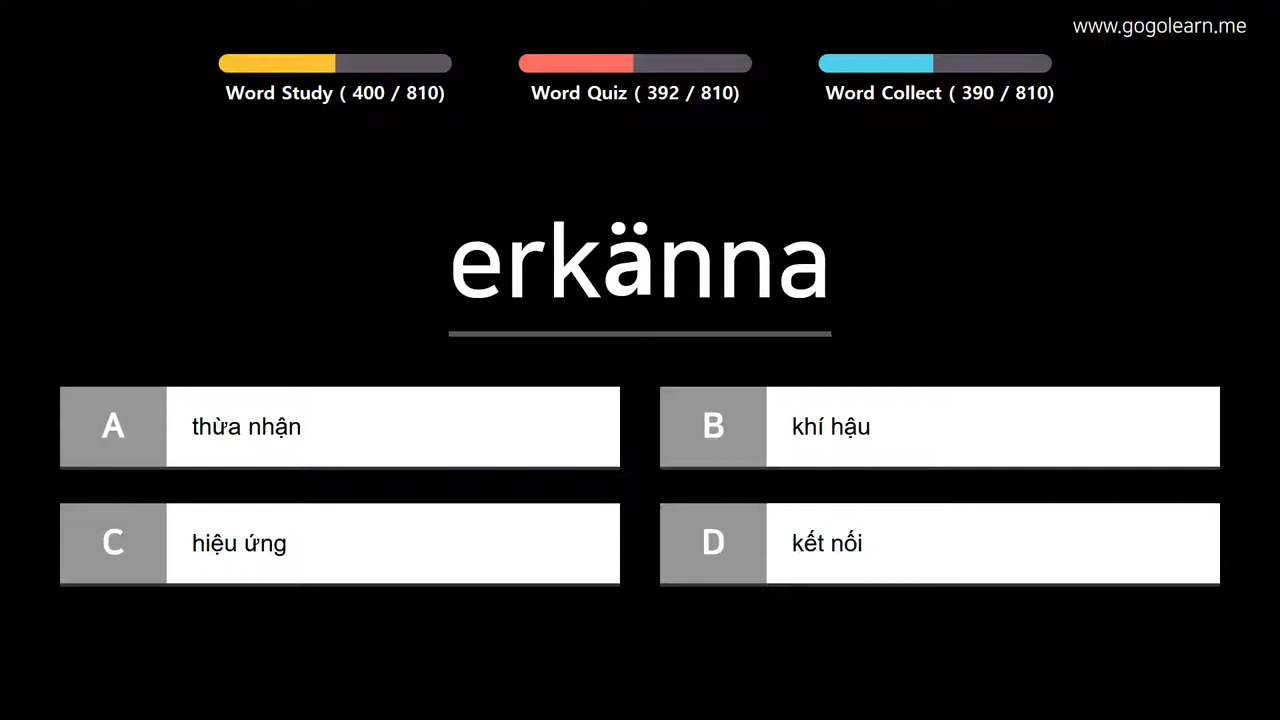 www.gogolearn.me
Word Study ( 400 / 810)
Word Quiz ( 392 / 810)
Word Collect ( 390 / 810)
erkänna
A thừa nhận
B khí hậu
C hiệu ứng
D kết nối